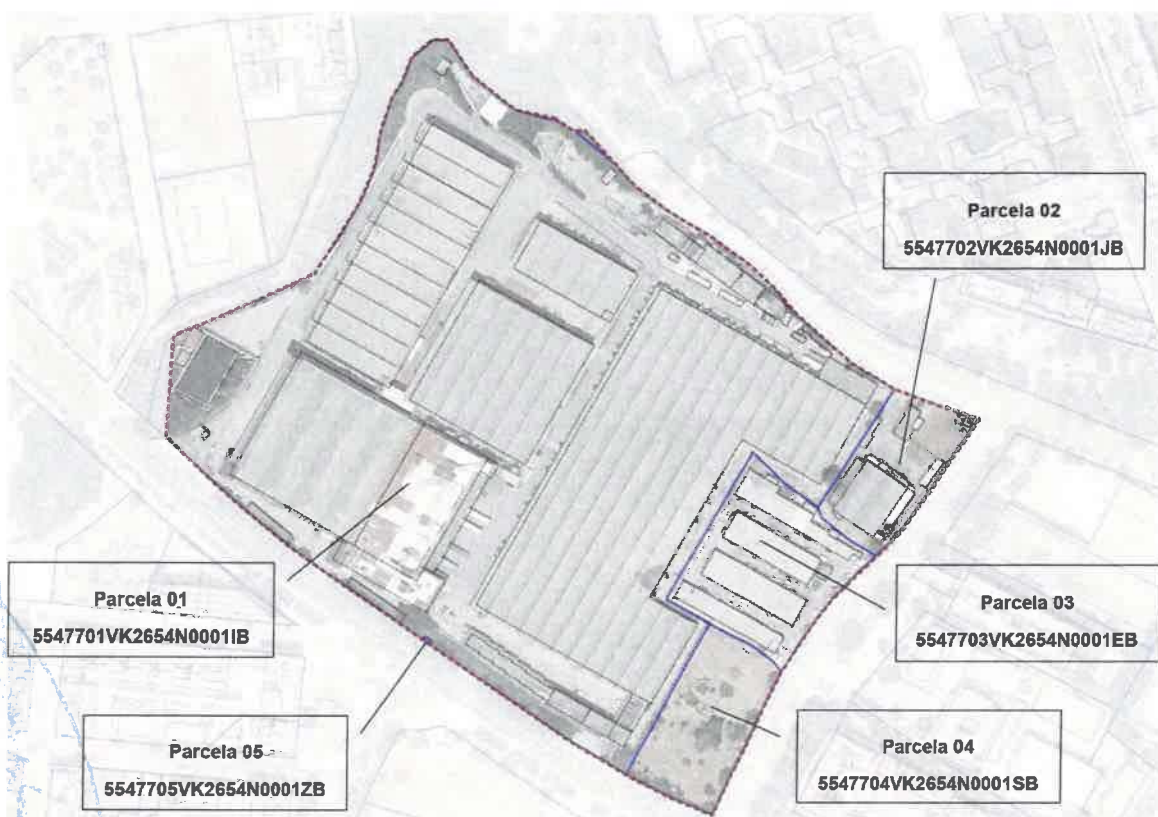 Parcela 02
5547702VK2654N0001JB
Parcela 01
5547701VK2654N0001IB
Parcela 03
5547703VK2654N0001EB
Parcela 05
5547705VK2654N0001ZB
Parcela 04
5547704VK2654N0001SB